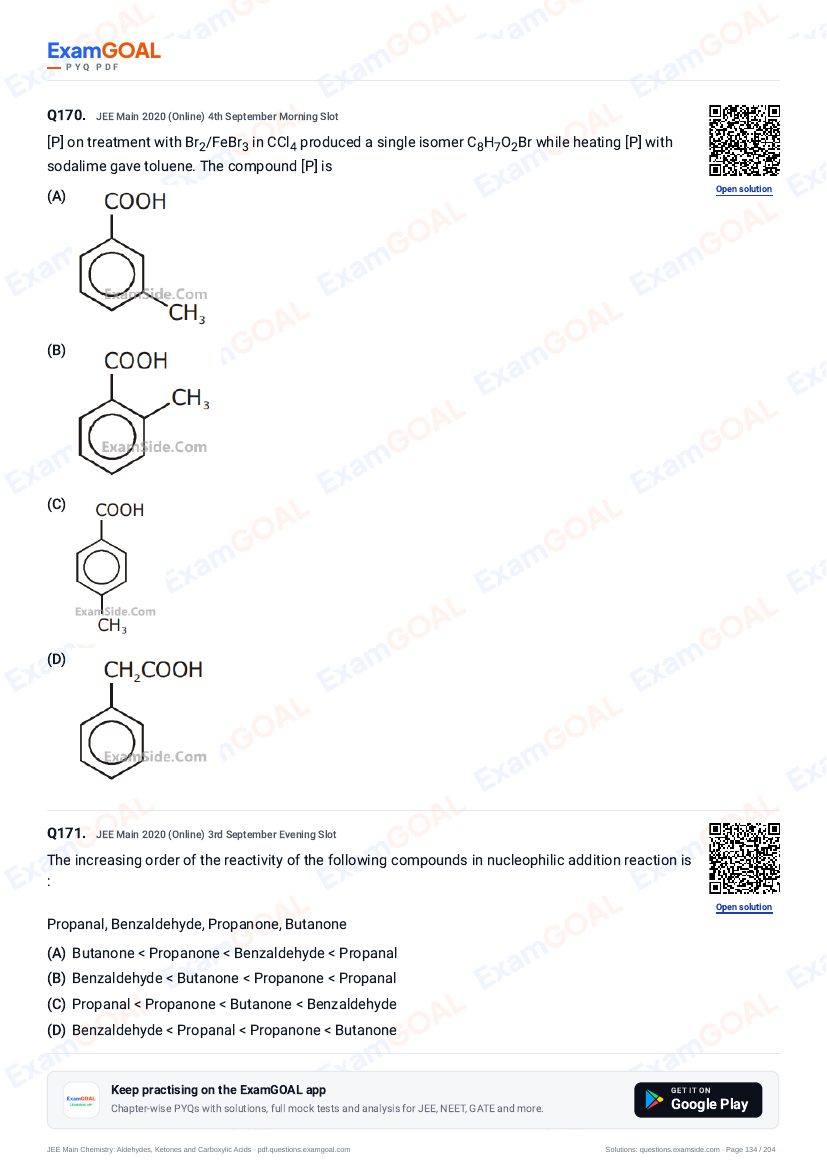 ExamGOAL
PYQ PDF
Q170. JEE Main 2020 (Online) 4th September Morning Slot
[P] on treatment with Br2/FeBr3 in CCl4 produced a single isomer C8H7O2Br while heating [P] with
sodalime gave toluene. The compound [P] is
Open solution
(A)
COOH
ExamSide.Com
CH3
(B)
COOH
CH3
ExamSide.Com
(C)
COOH
ExamSide.Com
CH3
(D)
CH2COOH
ExamSide.Com
Q171. JEE Main 2020 (Online) 3rd September Evening Slot
The increasing order of the reactivity of the following compounds in nucleophilic addition reaction is
:
Open solution
Propanal, Benzaldehyde, Propanone, Butanone
(A) Butanone < Propanone < Benzaldehyde < Propanal
(B) Benzaldehyde < Butanone < Propanone < Propanal
(C) Propanal < Propanone < Butanone < Benzaldehyde
(D) Benzaldehyde < Propanal < Propanone < Butanone
ExamGOAL
Keep practising on the ExamGOAL app
Chapter-wise PYQs with solutions, full mock tests and analysis for JEE, NEET, GATE and more.
GET IT ON
Google Play
JEE Main Chemistry: Aldehydes, Ketones and Carboxylic Acids · pdf.questions.examgoal.com
Solutions: questions.examside.com · Page 134 / 204